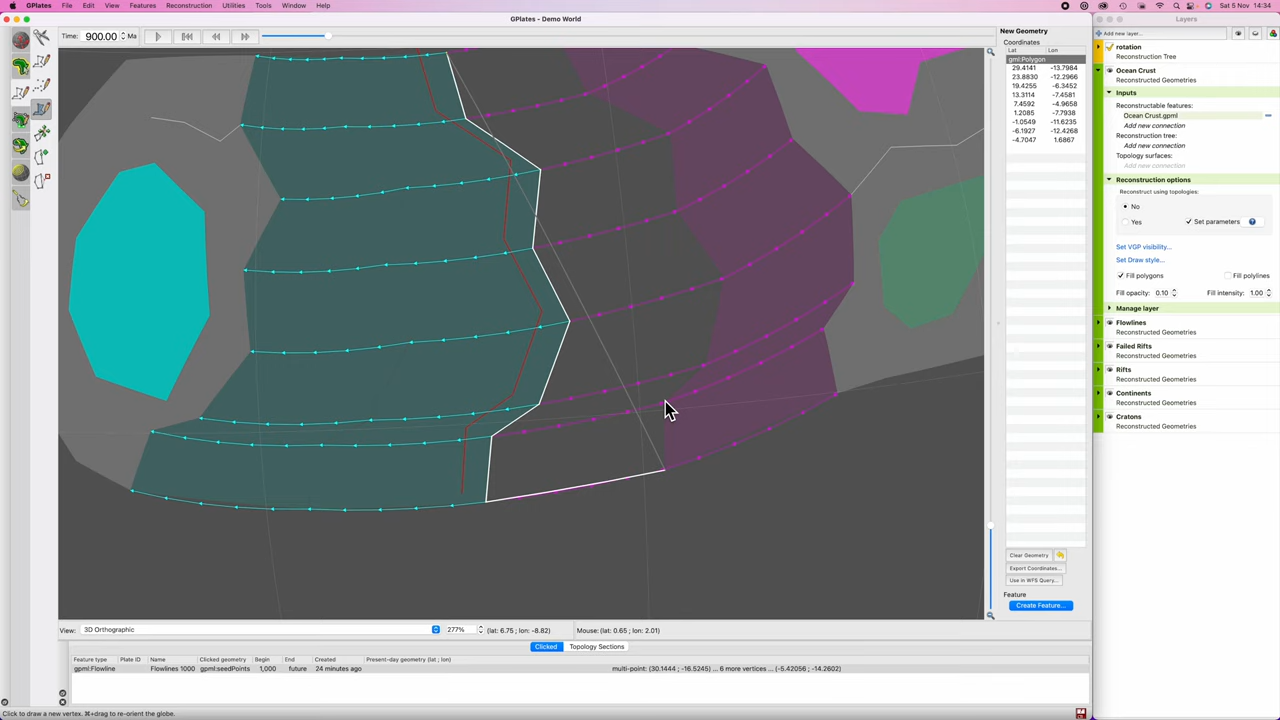 GPlates File Edit View Features Reconstruction Utilities Tools Window Help
Sat 5 Nov 14:34
GPlates - Demo World
Layers
Time: 900.00 Ma
New Geometry
Coordinates
Lat Lon
gml:Polygon
29.4141 -13.7984
23.8830 -12.2966
19.4255 -6.3452
13.3114 -7.4581
7.4592 -4.9658
1.2085 -7.7938
-1.0549 -11.6235
-6.1927 -12.4268
-4.7047 1.6867
Clear Geometry
Export Coordinates...
Use in WFS Query...
Feature
Create Feature...
Add new layer...
rotation
Reconstruction Tree
Ocean Crust
Reconstructed Geometries
Inputs
Reconstructable features:
Ocean Crust.gpml
Add new connection
Reconstruction tree:
Add new connection
Topology surfaces:
Add new connection
Reconstruction options
Reconstruct using topologies:
No
Yes Set parameters ?
Set VGP visibility...
Set Draw style...
Fill polygons Fill polylines
Fill opacity: 0.10 Fill intensity: 1.00
Manage layer
Flowlines
Reconstructed Geometries
Failed Rifts
Reconstructed Geometries
Rifts
Reconstructed Geometries
Continents
Reconstructed Geometries
Cratons
Reconstructed Geometries
View: 3D Orthographic 277% (lat: 6.75 ; lon: -8.82) Mouse: (lat: 0.65 ; lon: 2.01)
Clicked Topology Sections
Feature type Plate ID Name Clicked geometry Begin End Created Present-day geometry (lat ; lon)
gpml:Flowline Flowlines 1000 gpml:seedPoints 1,000 future 24 minutes ago multi-point: (30.1444 ; -16.5245) ... 6 more vertices ... (-5.42056 ; -14.2602)
Click to draw a new vertex. ⌘+drag to re-orient the globe.